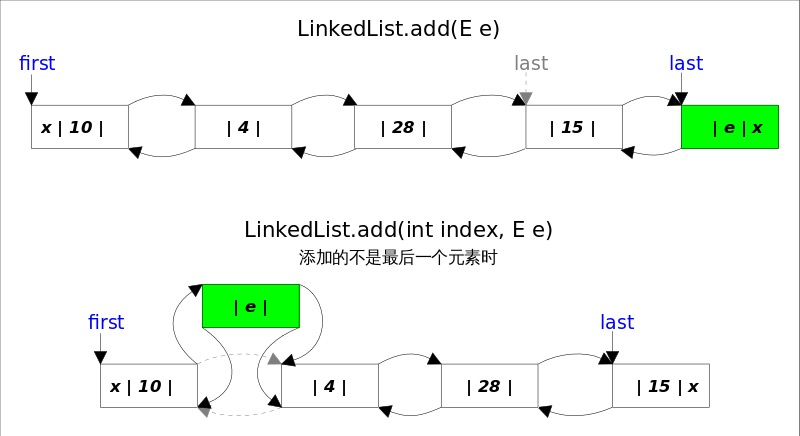 LinkedList.add(E e)
first last last
x | 10 | | 4 | | 28 | | 15 | | e | x
LinkedList.add(int index, E e)
添加的不是最后一个元素时
| e |
first last
x | 10 | | 4 | | 28 | | 15 | x